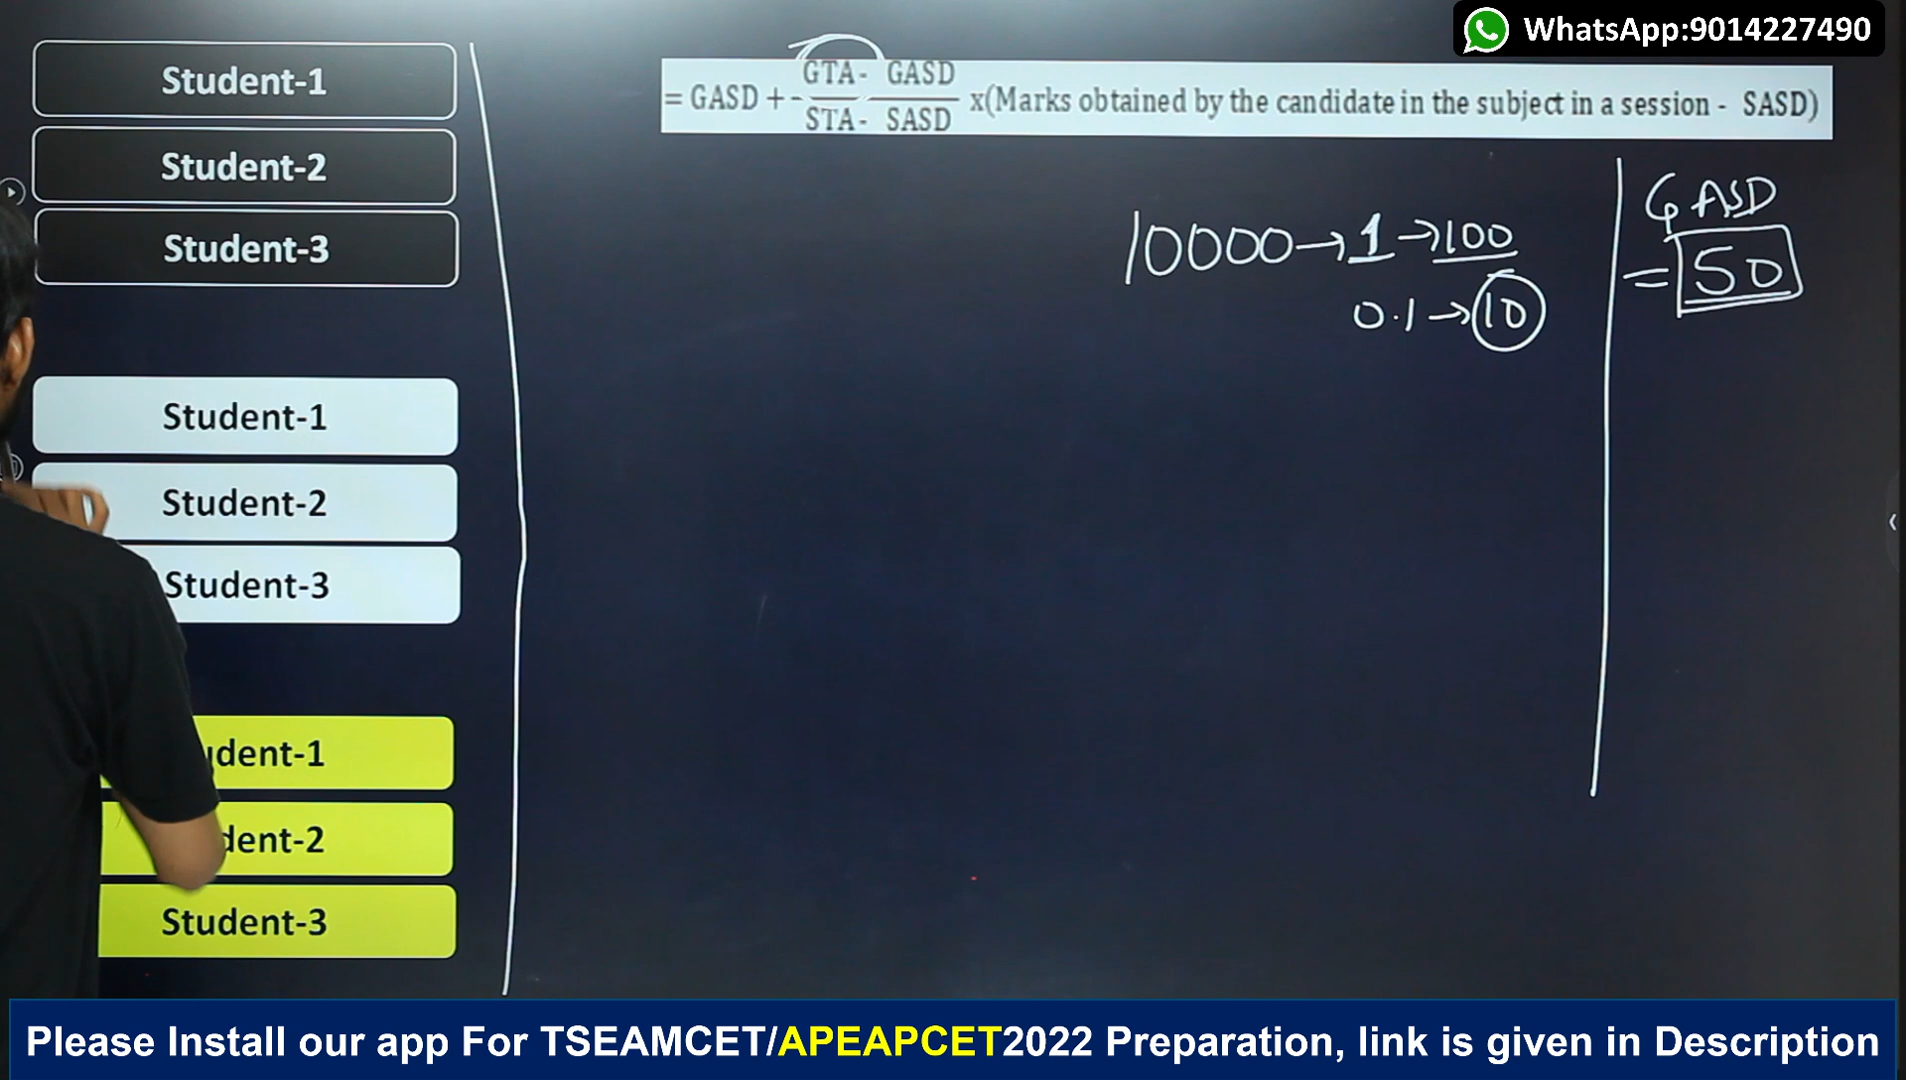 WhatsApp:9014227490
Student-1
Student-2
Student-3
= GASD + - GTA - GASD / STA - SASD x(Marks obtained by the candidate in the subject in a session - SASD)
10000 → 1 → 100
0.1 → 10
GASD
= 50
Student-1
Student-2
Student-3
dent-1
dent-2
Student-3
Please Install our app For TSEAMCET/APEAPCET2022 Preparation, link is given in Description